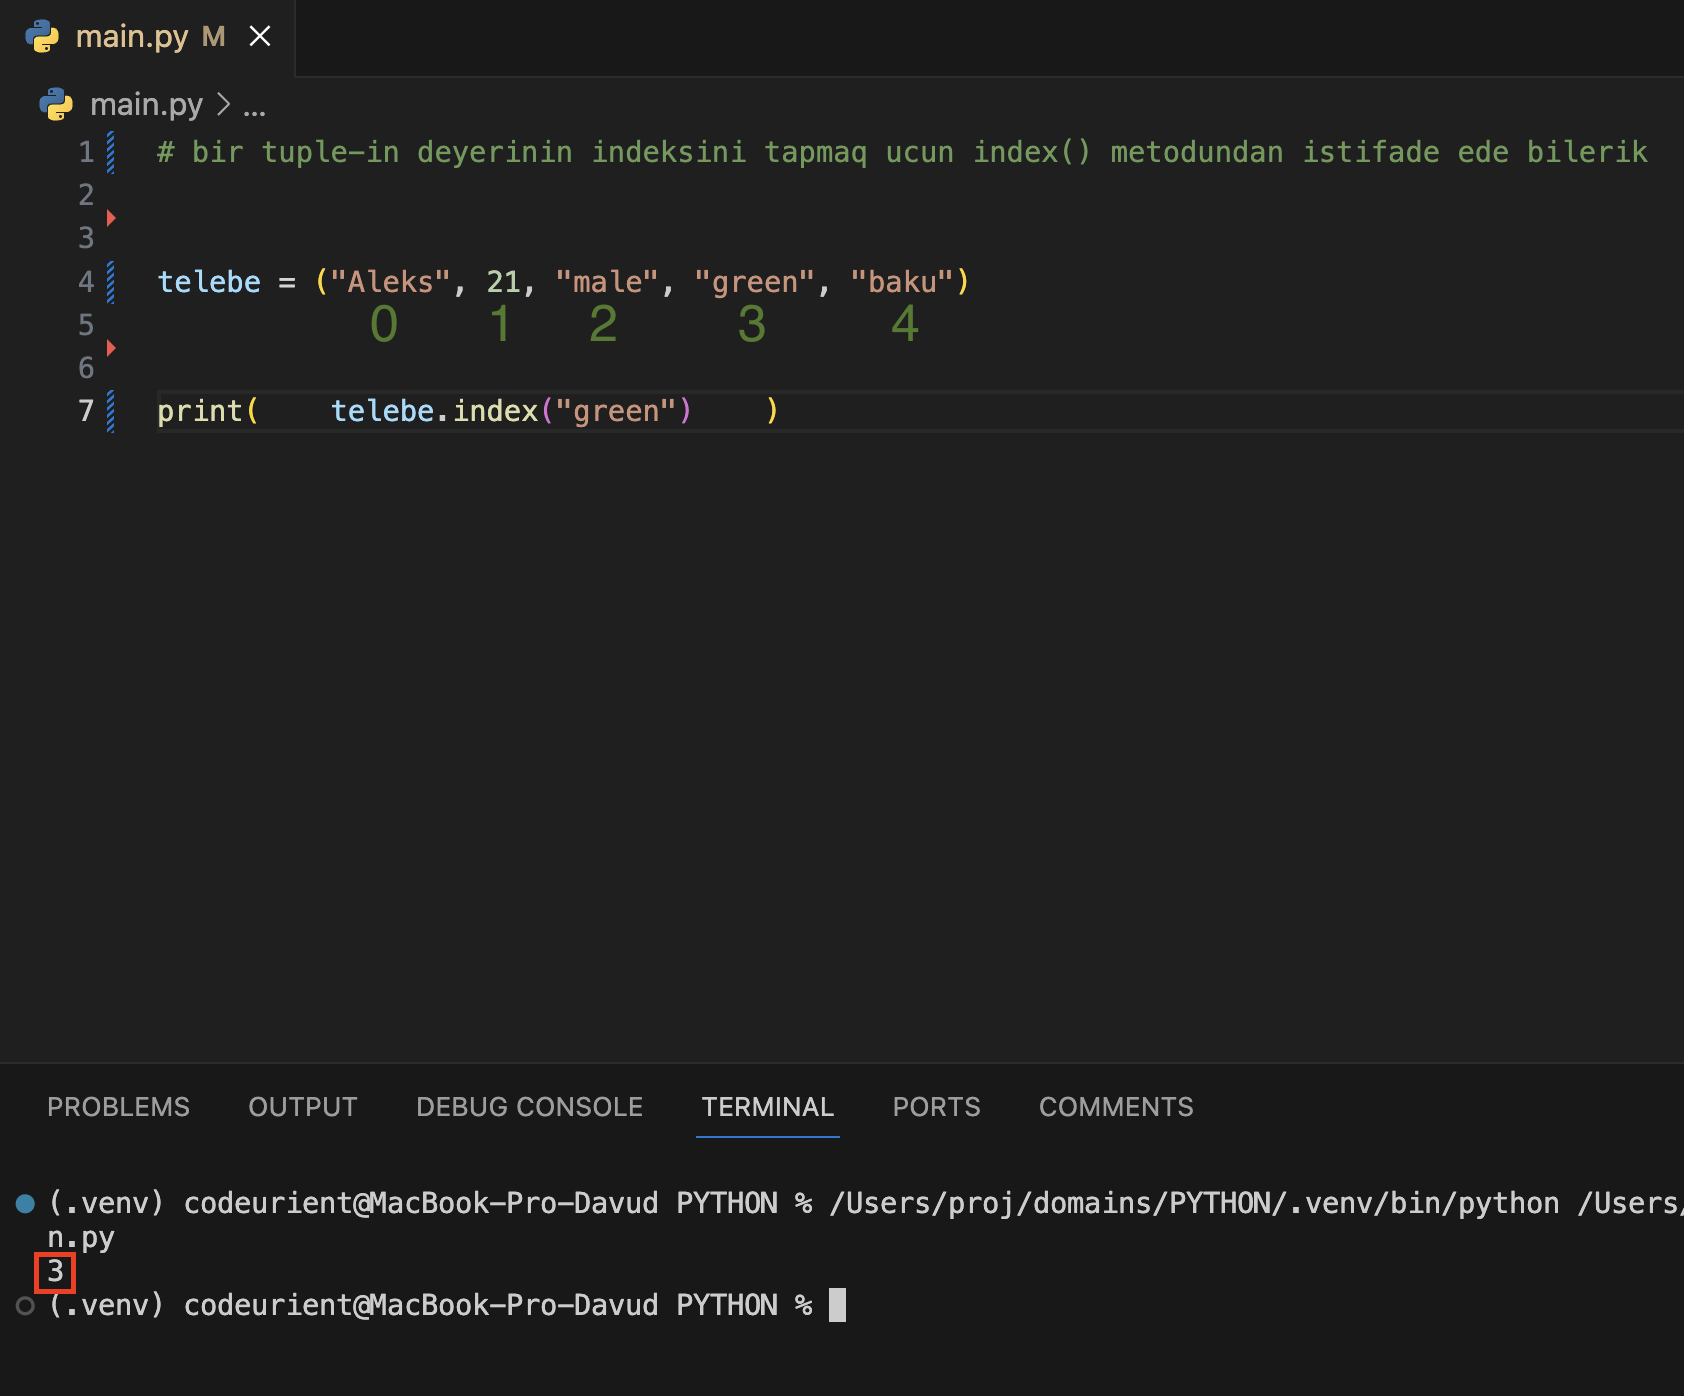 main.py M
main.py > ...
1 # bir tuple-in deyerinin indeksini tapmaq ucun index() metodundan istifade ede bilerik
2
3
4 telebe = ("Aleks", 21, "male", "green", "baku")
5 0 1 2 3 4
6
7 print(    telebe.index("green")    )
PROBLEMS OUTPUT DEBUG CONSOLE TERMINAL PORTS COMMENTS
(.venv) codeurient@MacBook-Pro-Davud PYTHON % /Users/proj/domains/PYTHON/.venv/bin/python /Users/
n.py
3
(.venv) codeurient@MacBook-Pro-Davud PYTHON %